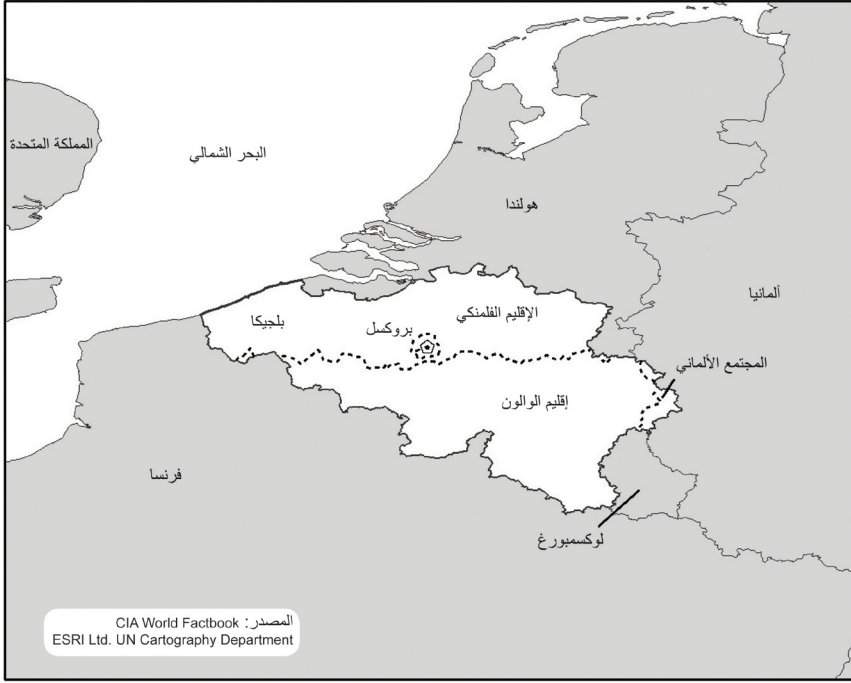 المملكة المتحدة
البحر الشمالي
هولندا
ألمانيا
الإقليم الفلمنكي
بلجيكا
بروكسل
المجتمع الألماني
إقليم الوالون
فرنسا
لوكسمبورغ
المصدر: CIA World Factbook
ESRI Ltd. UN Cartography Department